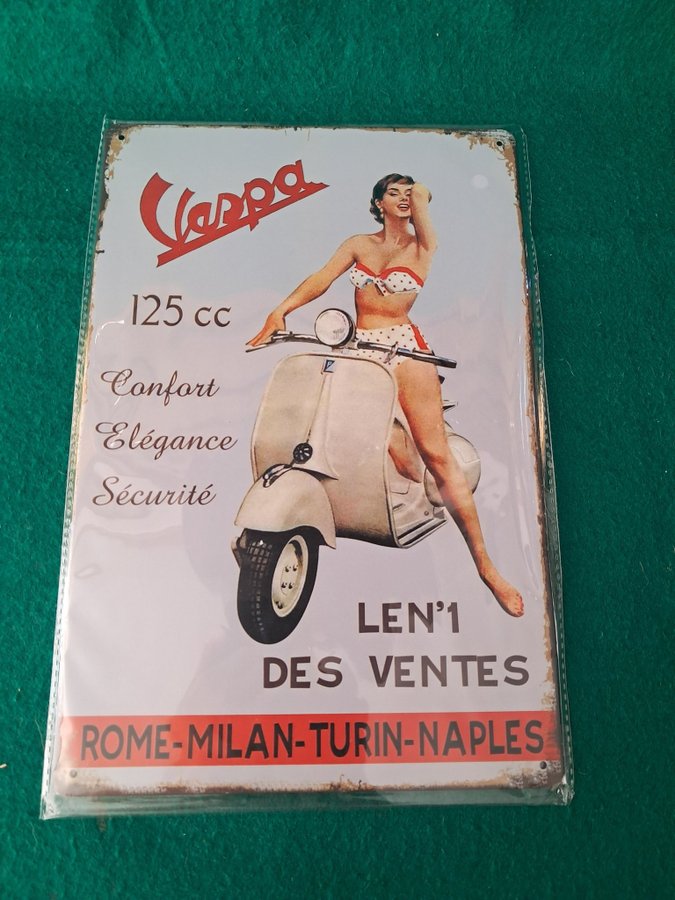 Vespa
125 cc
Confort
Elégance
Sécurité
LEN'1
DES VENTES
ROME-MILAN-TURIN-NAPLES